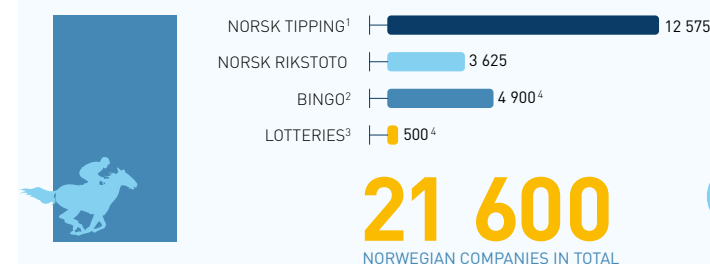 NORSK TIPPING¹ 12 575
NORSK RIKSTOTO 3 625
BINGO² 4 900⁴
LOTTERIES³ 500⁴
21 600
NORWEGIAN COMPANIES IN TOTAL